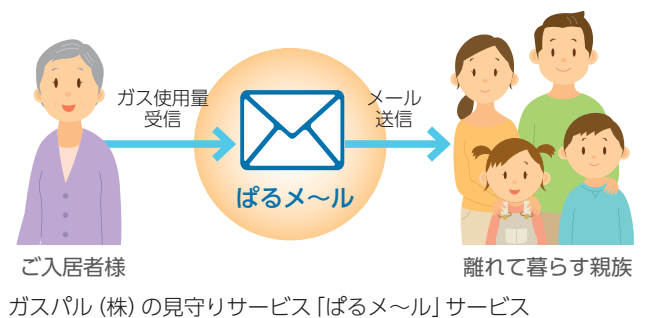 ガス使用量
受信
メール
送信
ぱるメ～ル
ご入居者様
離れて暮らす親族
ガスパル（株）の見守りサービス「ぱるメ～ル」サービス